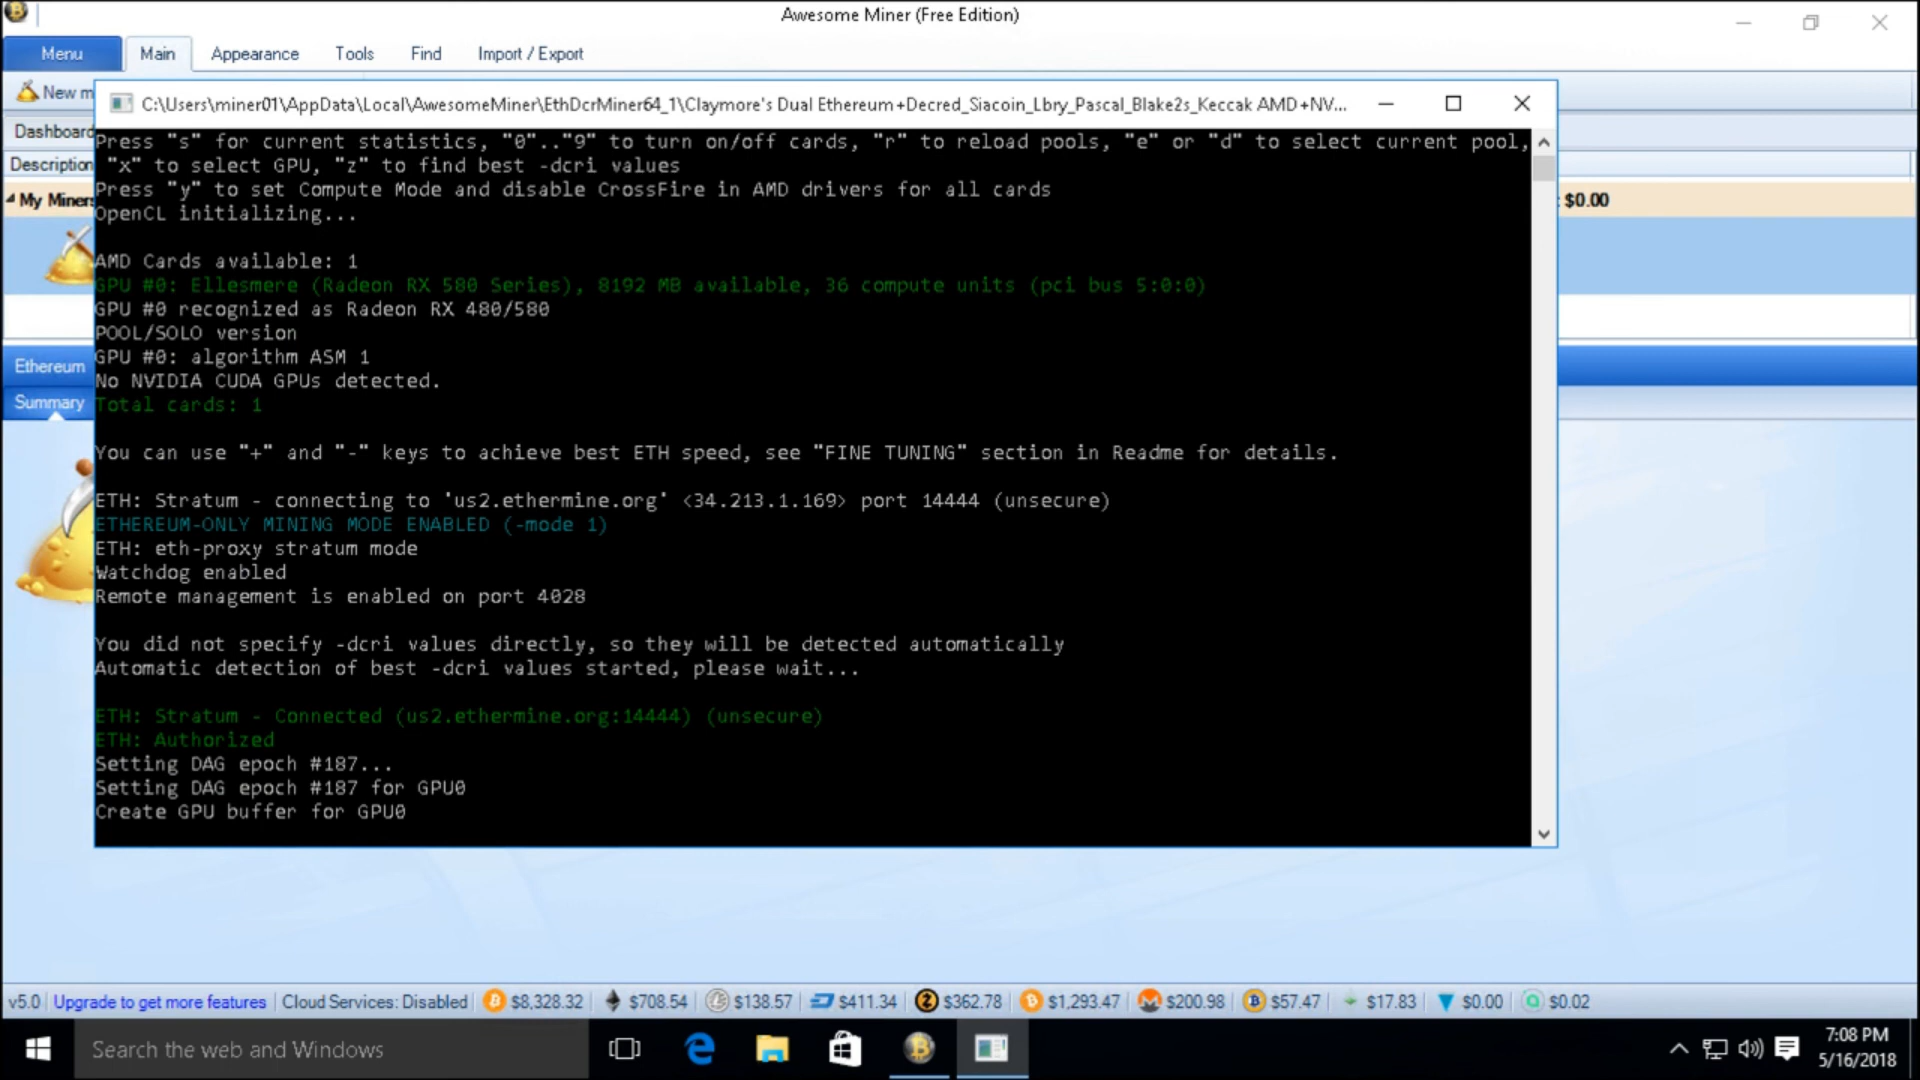 Awesome Miner (Free Edition)
Menu Main Appearance Tools Find Import / Export
New m
C:\Users\miner01\AppData\Local\AwesomeMiner\EthDcrMiner64_1\Claymore's Dual Ethereum+Decred_Siacoin_Lbry_Pascal_Blake2s_Keccak AMD+NV...
Dashboard
Description
My Miners
: $0.00
Ethereum
Summary
Press "s" for current statistics, "0".."9" to turn on/off cards, "r" to reload pools, "e" or "d" to select current pool,
"x" to select GPU, "z" to find best -dcri values
Press "y" to set Compute Mode and disable CrossFire in AMD drivers for all cards
OpenCL initializing...
AMD Cards available: 1
GPU #0: Ellesmere (Radeon RX 580 Series), 8192 MB available, 36 compute units (pci bus 5:0:0)
GPU #0 recognized as Radeon RX 480/580
POOL/SOLO version
GPU #0: algorithm ASM 1
No NVIDIA CUDA GPUs detected.
Total cards: 1
You can use "+" and "-" keys to achieve best ETH speed, see "FINE TUNING" section in Readme for details.
ETH: Stratum - connecting to 'us2.ethermine.org' <34.213.1.169> port 14444 (unsecure)
ETHEREUM-ONLY MINING MODE ENABLED (-mode 1)
ETH: eth-proxy stratum mode
Watchdog enabled
Remote management is enabled on port 4028
You did not specify -dcri values directly, so they will be detected automatically
Automatic detection of best -dcri values started, please wait...
ETH: Stratum - Connected (us2.ethermine.org:14444) (unsecure)
ETH: Authorized
Setting DAG epoch #187...
Setting DAG epoch #187 for GPU0
Create GPU buffer for GPU0
v5.0 Upgrade to get more features Cloud Services: Disabled $8,328.32 $708.54 $138.57 $411.34 $362.78 $1,293.47 $200.98 $57.47 $17.83 $0.00 $0.02
Search the web and Windows
7:08 PM
5/16/2018